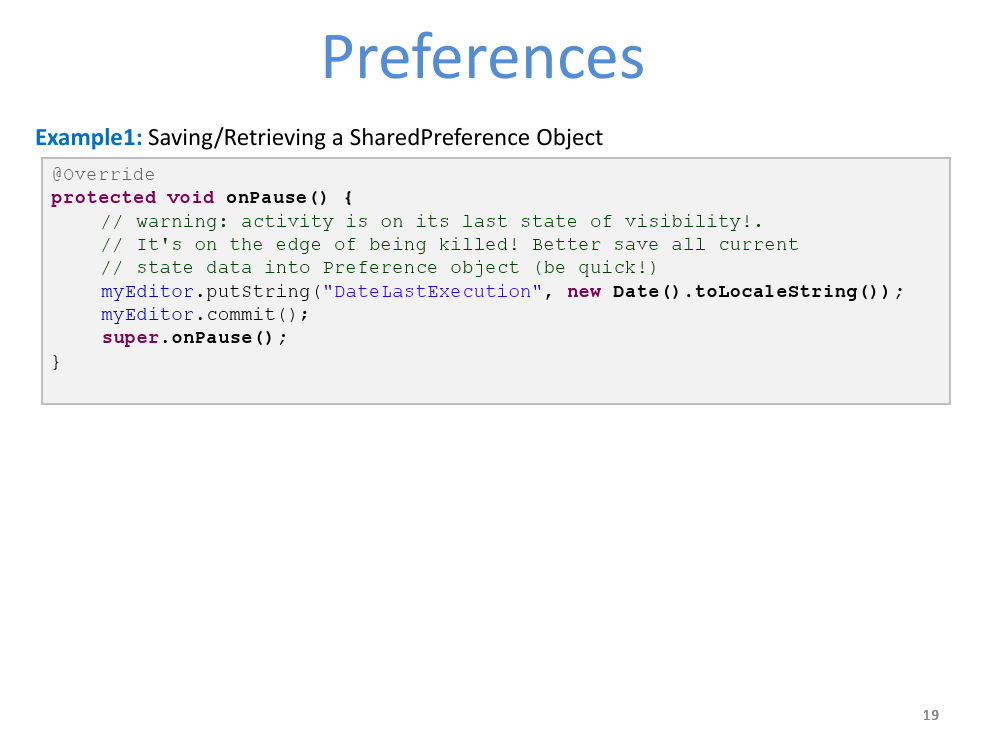 Preferences
Example1: Saving/Retrieving a SharedPreference Object
@Override
protected void onPause() {
// warning: activity is on its last state of visibility!.
// It's on the edge of being killed! Better save all current
// state data into Preference object (be quick!)
myEditor.putString("DateLastExecution", new Date().toLocaleString());
myEditor.commit();
super.onPause();
}
19